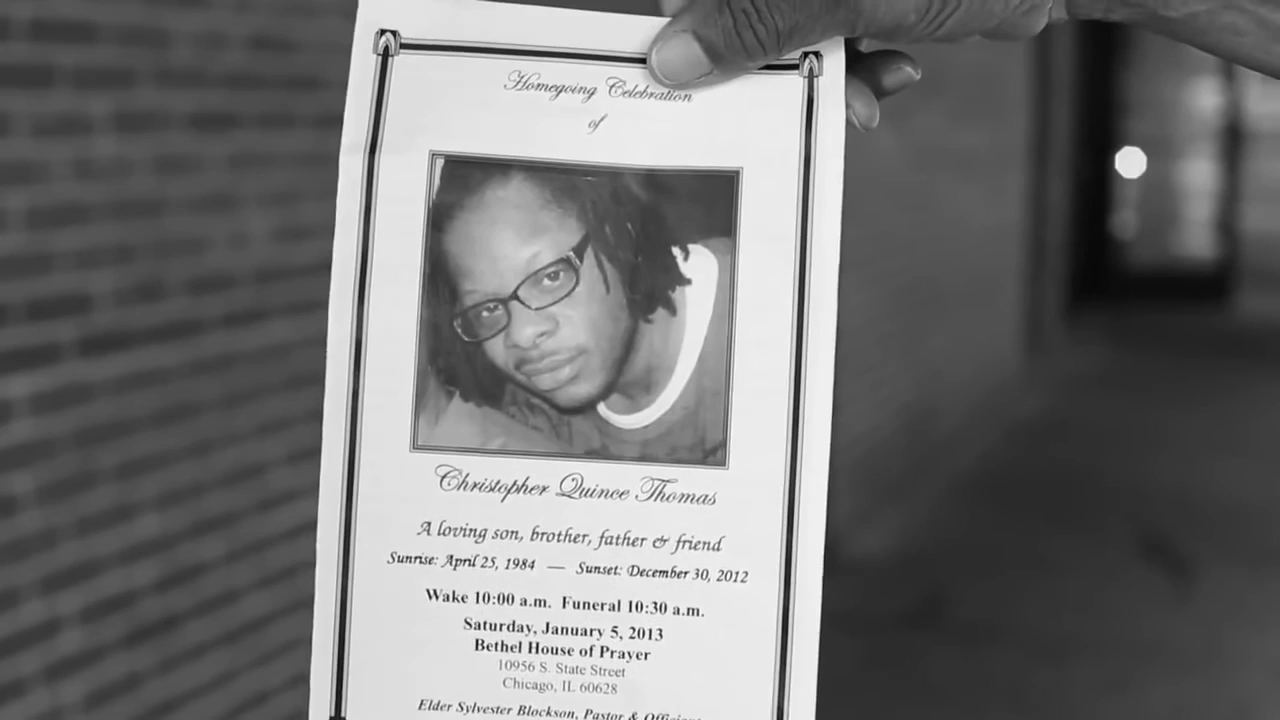 Homegoing Celebration
of
Christopher Quince Thomas
A loving son, brother, father & friend
Sunrise: April 25, 1984 — Sunset: December 30, 2012
Wake 10:00 a.m. Funeral 10:30 a.m.
Saturday, January 5, 2013
Bethel House of Prayer
10956 S. State Street
Chicago, IL 60628
Elder Sylvester Blockson, Pastor &